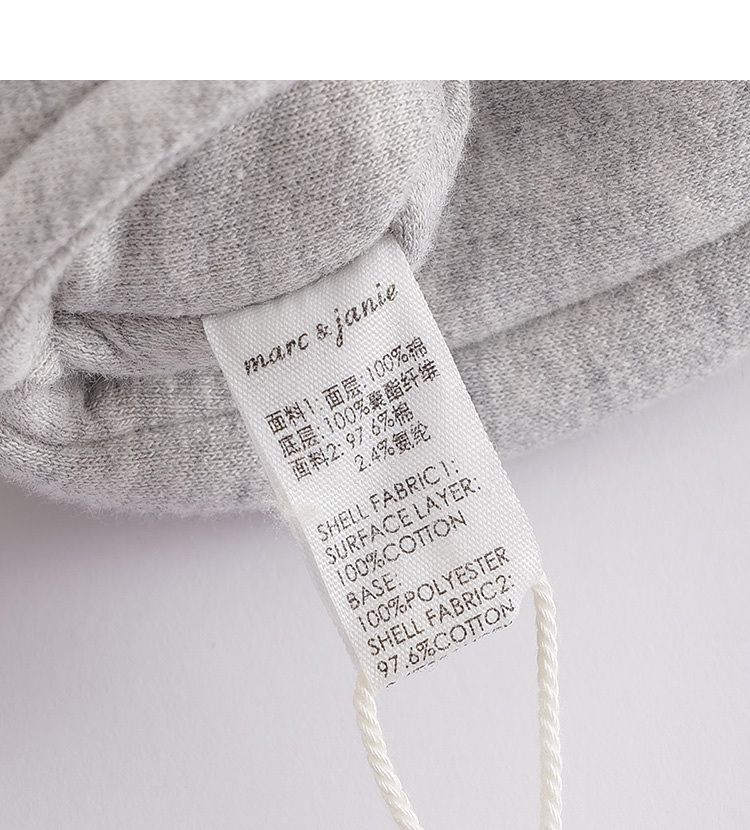 marc & janie
面料1: 面层:100%棉
底层:100%聚酯纤维
面料2: 97.6%棉
2.4%氨纶
SHELL FABRIC1:
SURFACE LAYER:
100%COTTON
BASE:
100%POLYESTER
SHELL FABRIC2:
97.6%COTTON